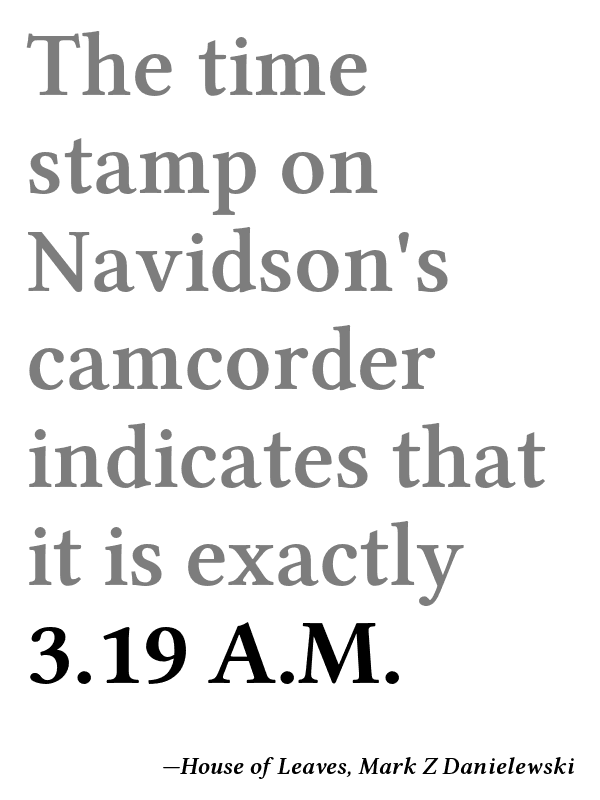 The time
stamp on
Navidson's
camcorder
indicates that
it is exactly
3.19 A.M.
—House of Leaves, Mark Z Danielewski